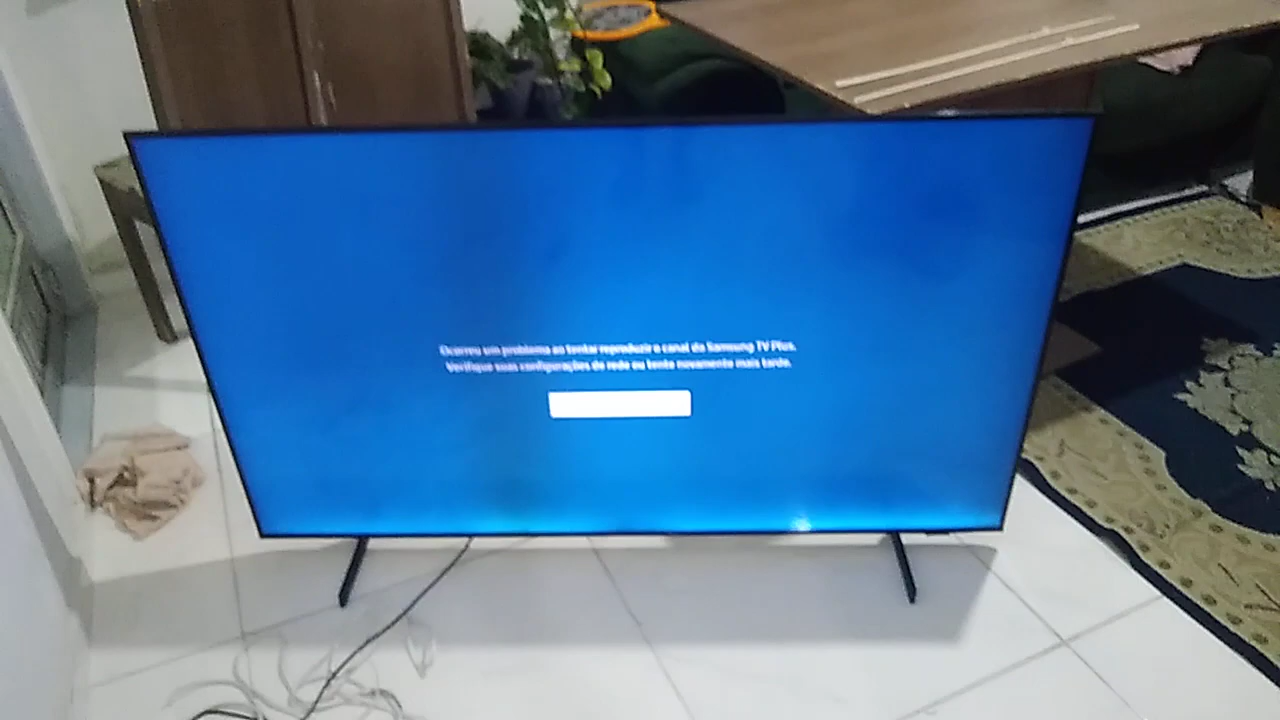 Ocorreu um problema ao tentar reproduzir o canal do Samsung TV Plus.
Verifique suas configurações de rede ou tente novamente mais tarde.